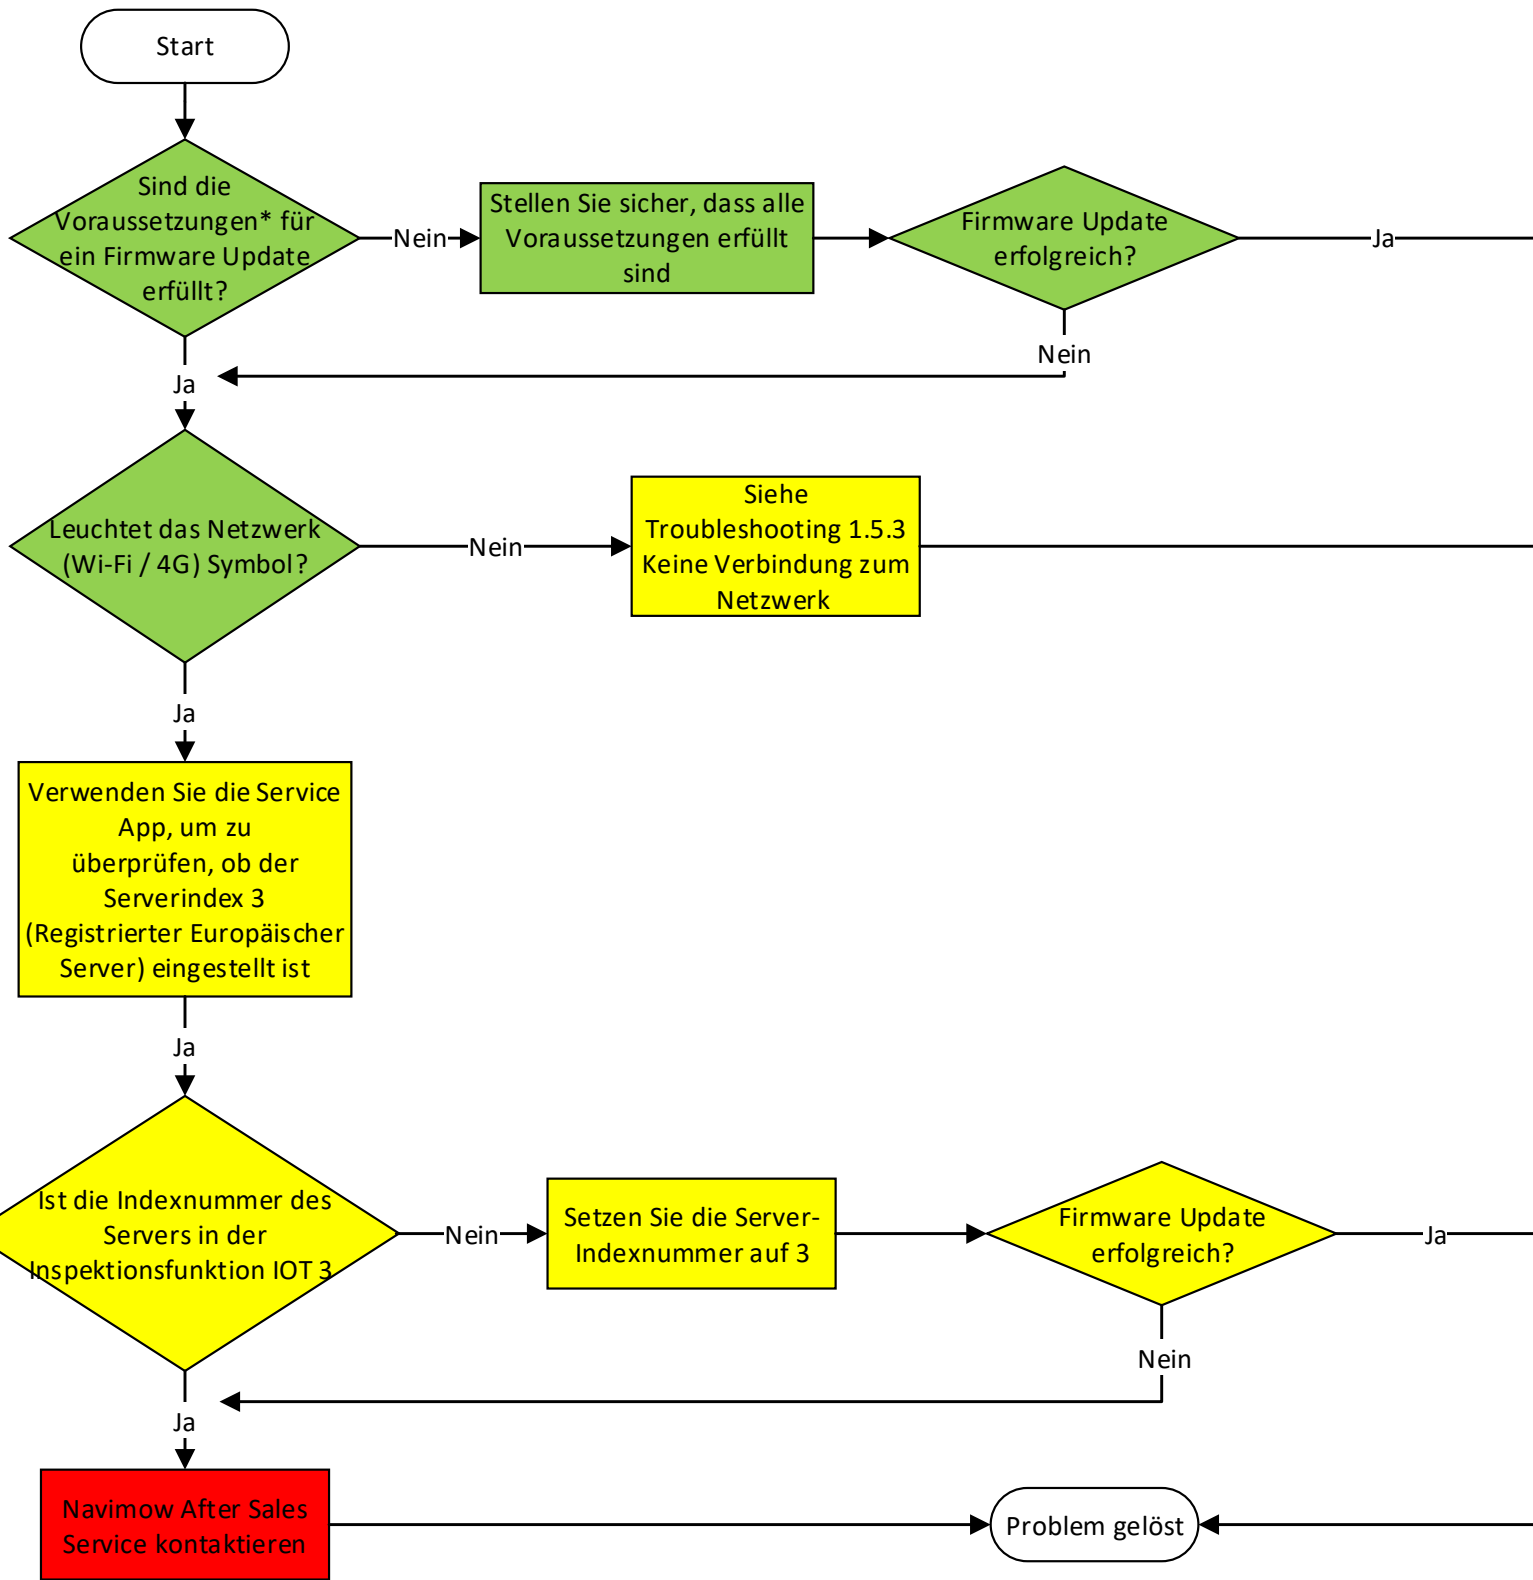 Start
Sind die
Voraussetzungen* für
ein Firmware Update
erfüllt?
Nein
Stellen Sie sicher, dass alle
Voraussetzungen erfüllt
sind
Firmware Update
erfolgreich?
Ja
Nein
Ja
Leuchtet das Netzwerk
(Wi-Fi / 4G) Symbol?
Nein
Siehe
Troubleshooting 1.5.3
Keine Verbindung zum
Netzwerk
Ja
Verwenden Sie die Service
App, um zu
überprüfen, ob der
Serverindex 3
(Registrierter Europäischer
Server) eingestellt ist
Ja
Ist die Indexnummer des
Servers in der
Inspektionsfunktion IOT 3
Nein
Setzen Sie die Server-
Indexnummer auf 3
Firmware Update
erfolgreich?
Ja
Nein
Ja
Navimow After Sales
Service kontaktieren
Problem gelöst